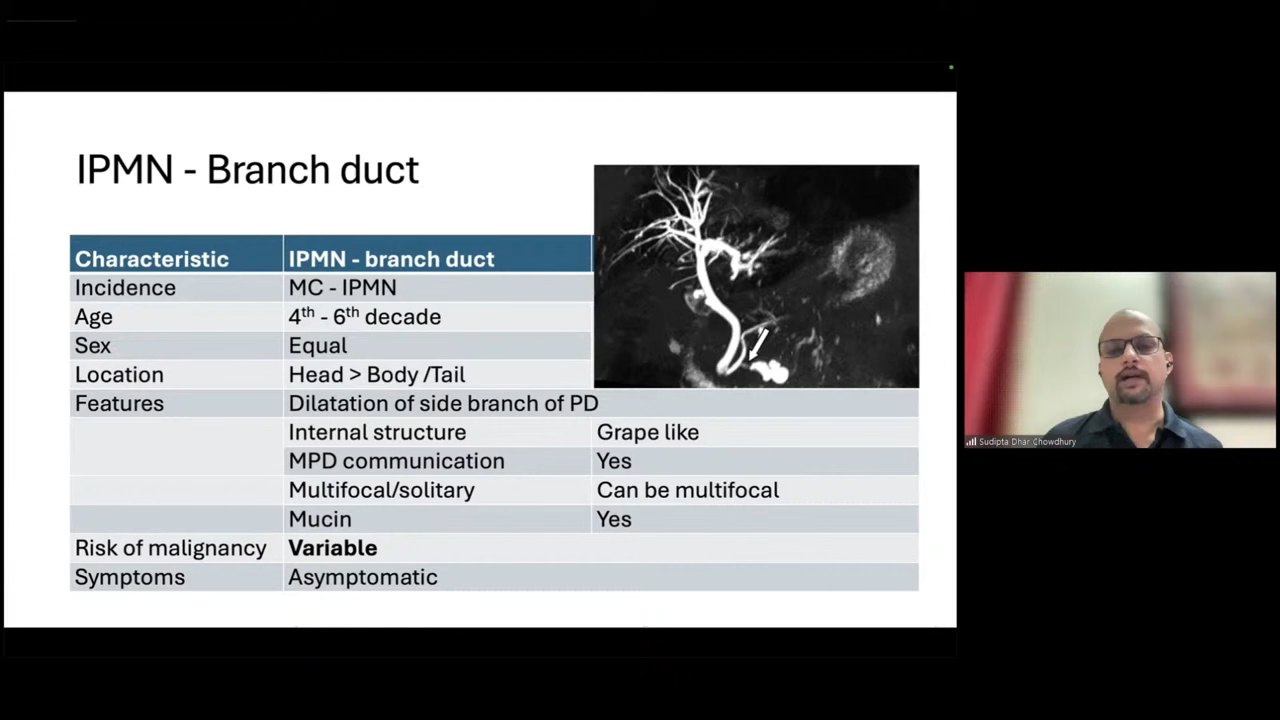 IPMN - Branch duct
Characteristic IPMN - branch duct
Incidence MC - IPMN
Age 4th - 6th decade
Sex Equal
Location Head > Body /Tail
Features Dilatation of side branch of PD
Internal structure Grape like
MPD communication Yes
Multifocal/solitary Can be multifocal
Mucin Yes
Risk of malignancy Variable
Symptoms Asymptomatic
Sudipta Dhar Chowdhury